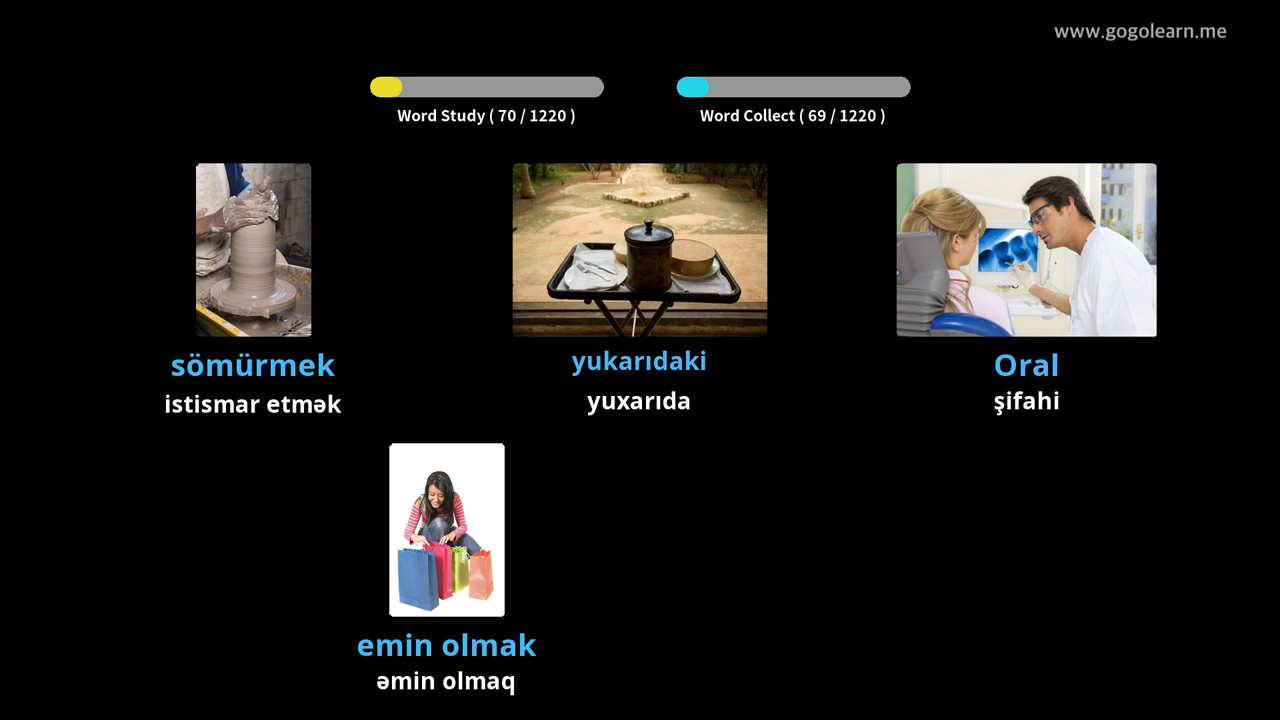 www.gogolearn.me
Word Study ( 70 / 1220 )
Word Collect ( 69 / 1220 )
sömürmek
istismar etmək
yukarıdaki
yuxarıda
Oral
şifahi
emin olmak
əmin olmaq